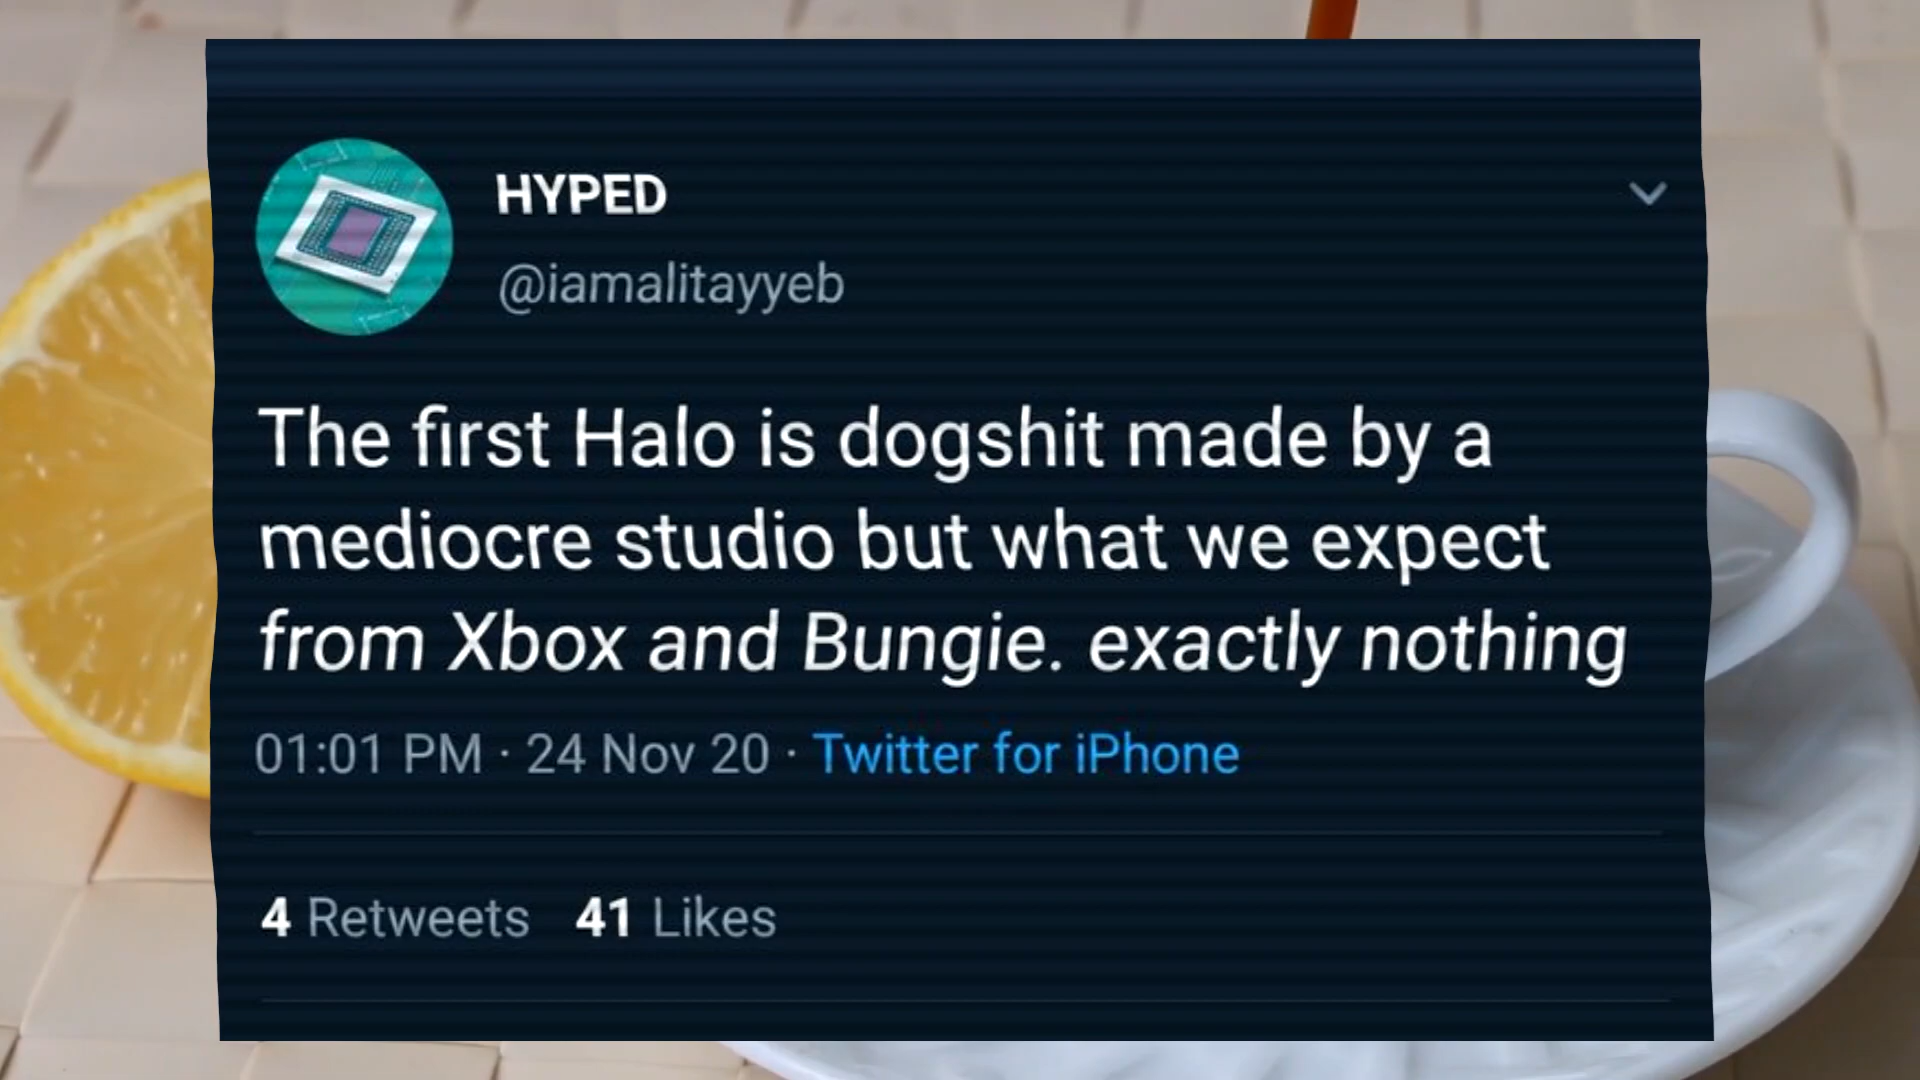 HYPED
@iamalitayyeb
The first Halo is dogshit made by a
mediocre studio but what we expect
from Xbox and Bungie. exactly nothing
01:01 PM · 24 Nov 20 · Twitter for iPhone
4 Retweets 41 Likes